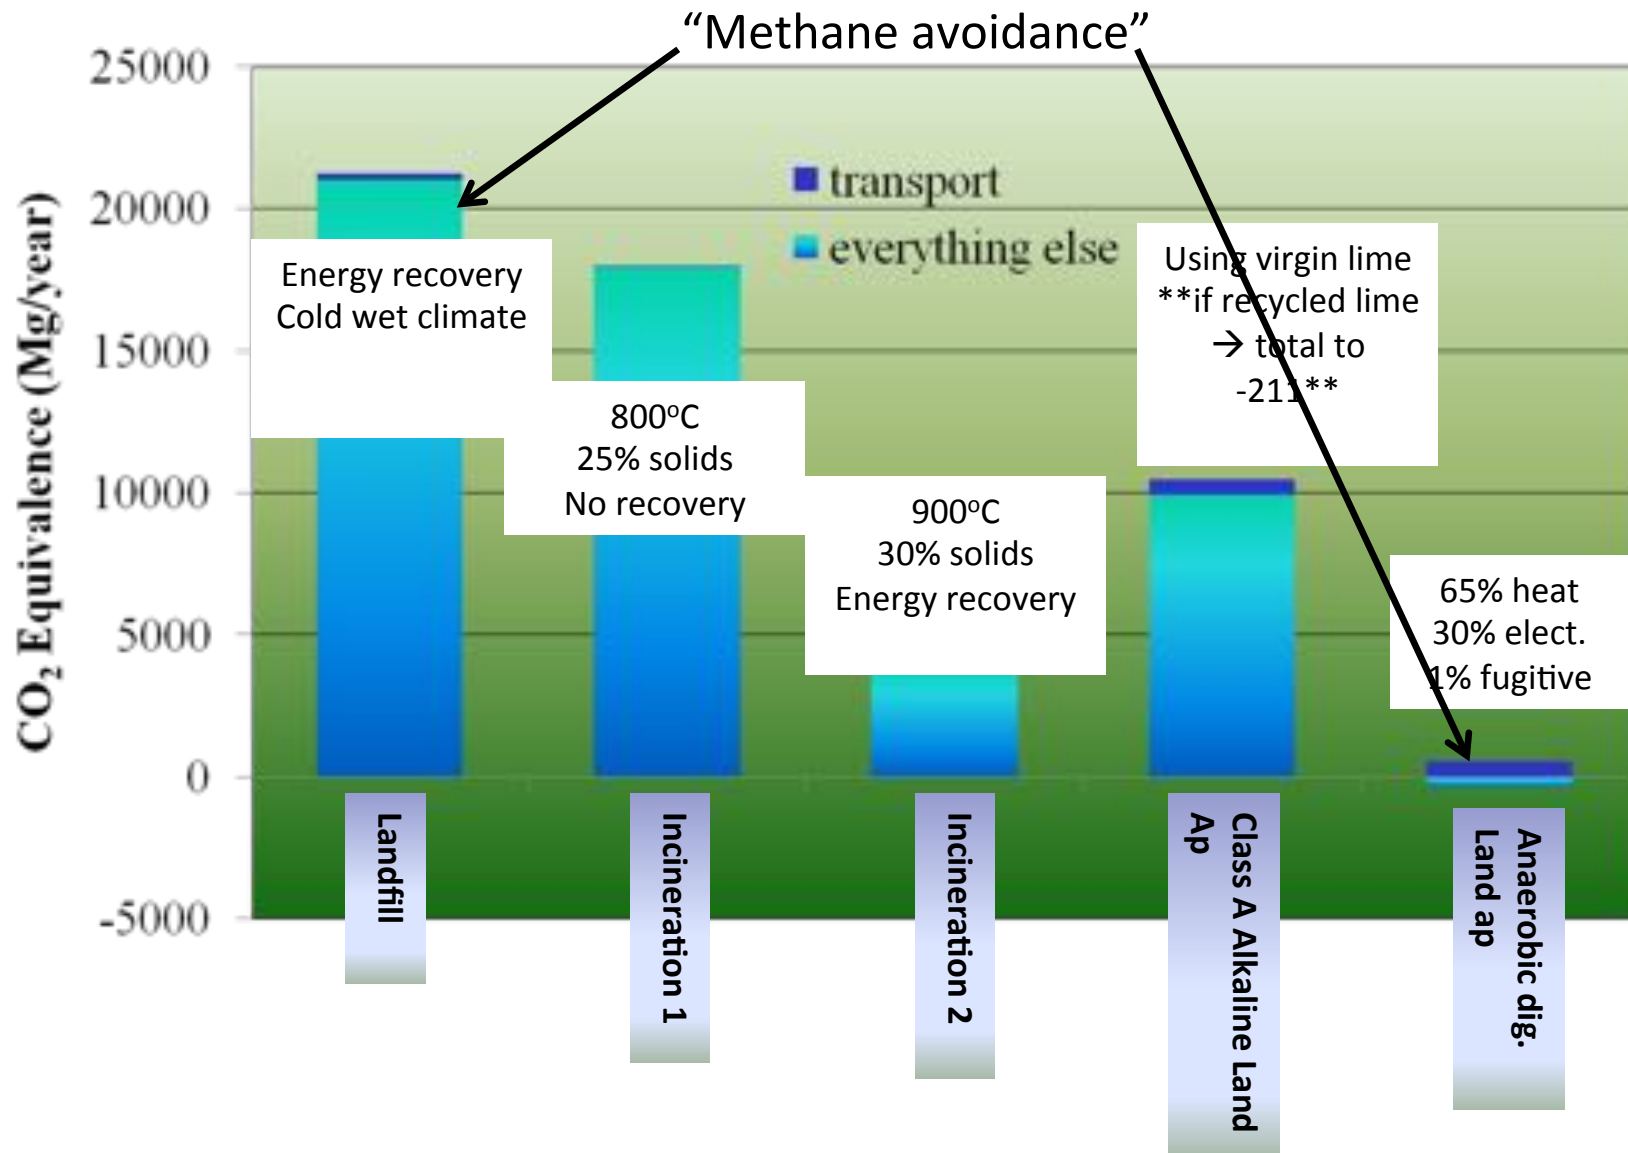 “Methane avoidance”
25000
20000
15000
10000
5000
0
-5000
CO₂ Equivalence (Mg/year)
transport
everything else
Energy recovery
Cold wet climate
800°C
25% solids
No recovery
900°C
30% solids
Energy recovery
Using virgin lime
**if recycled lime
→ total to
-211**
65% heat
30% elect.
1% fugitive
Landfill
Incineration 1
Incineration 2
Class A Alkaline Land
Ap
Anaerobic dig.
Land ap